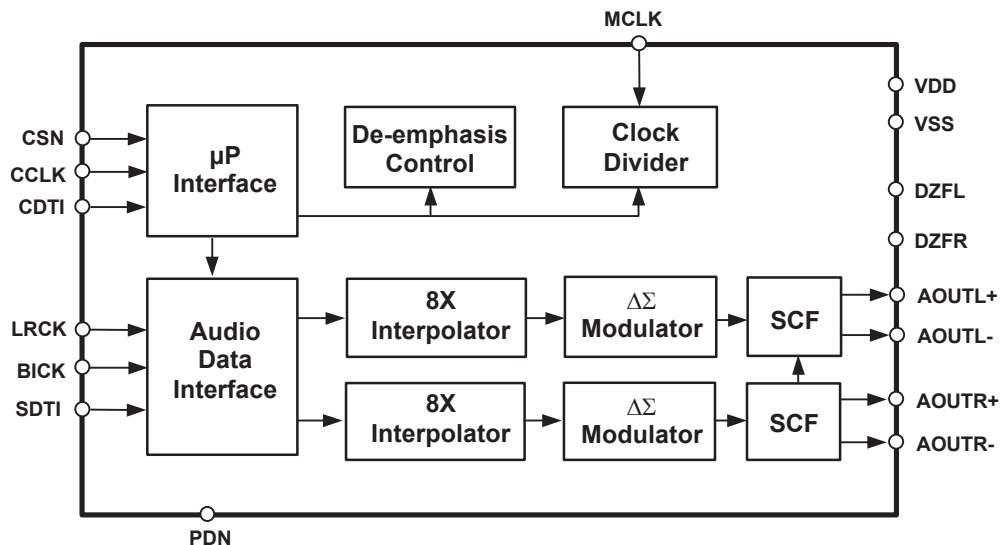 MCLK
VDD
VSS
DZFL
DZFR
CSN
CCLK
CDTI
µP
Interface
De-emphasis
Control
Clock
Divider
LRCK
BICK
SDTI
Audio
Data
Interface
8X
Interpolator
ΔΣ
Modulator
SCF
AOUTL+
AOUTL-
8X
Interpolator
ΔΣ
Modulator
SCF
AOUTR+
AOUTR-
PDN